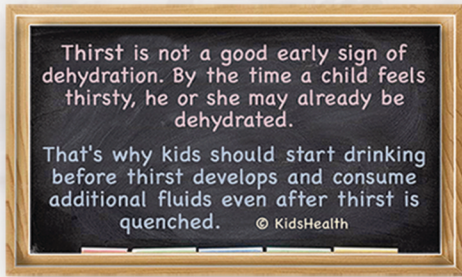 Thirst is not a good early sign of
dehydration. By the time a child feels
thirsty, he or she may already be
dehydrated.
That's why kids should start drinking
before thirst develops and consume
additional fluids even after thirst is
quenched. © KidsHealth